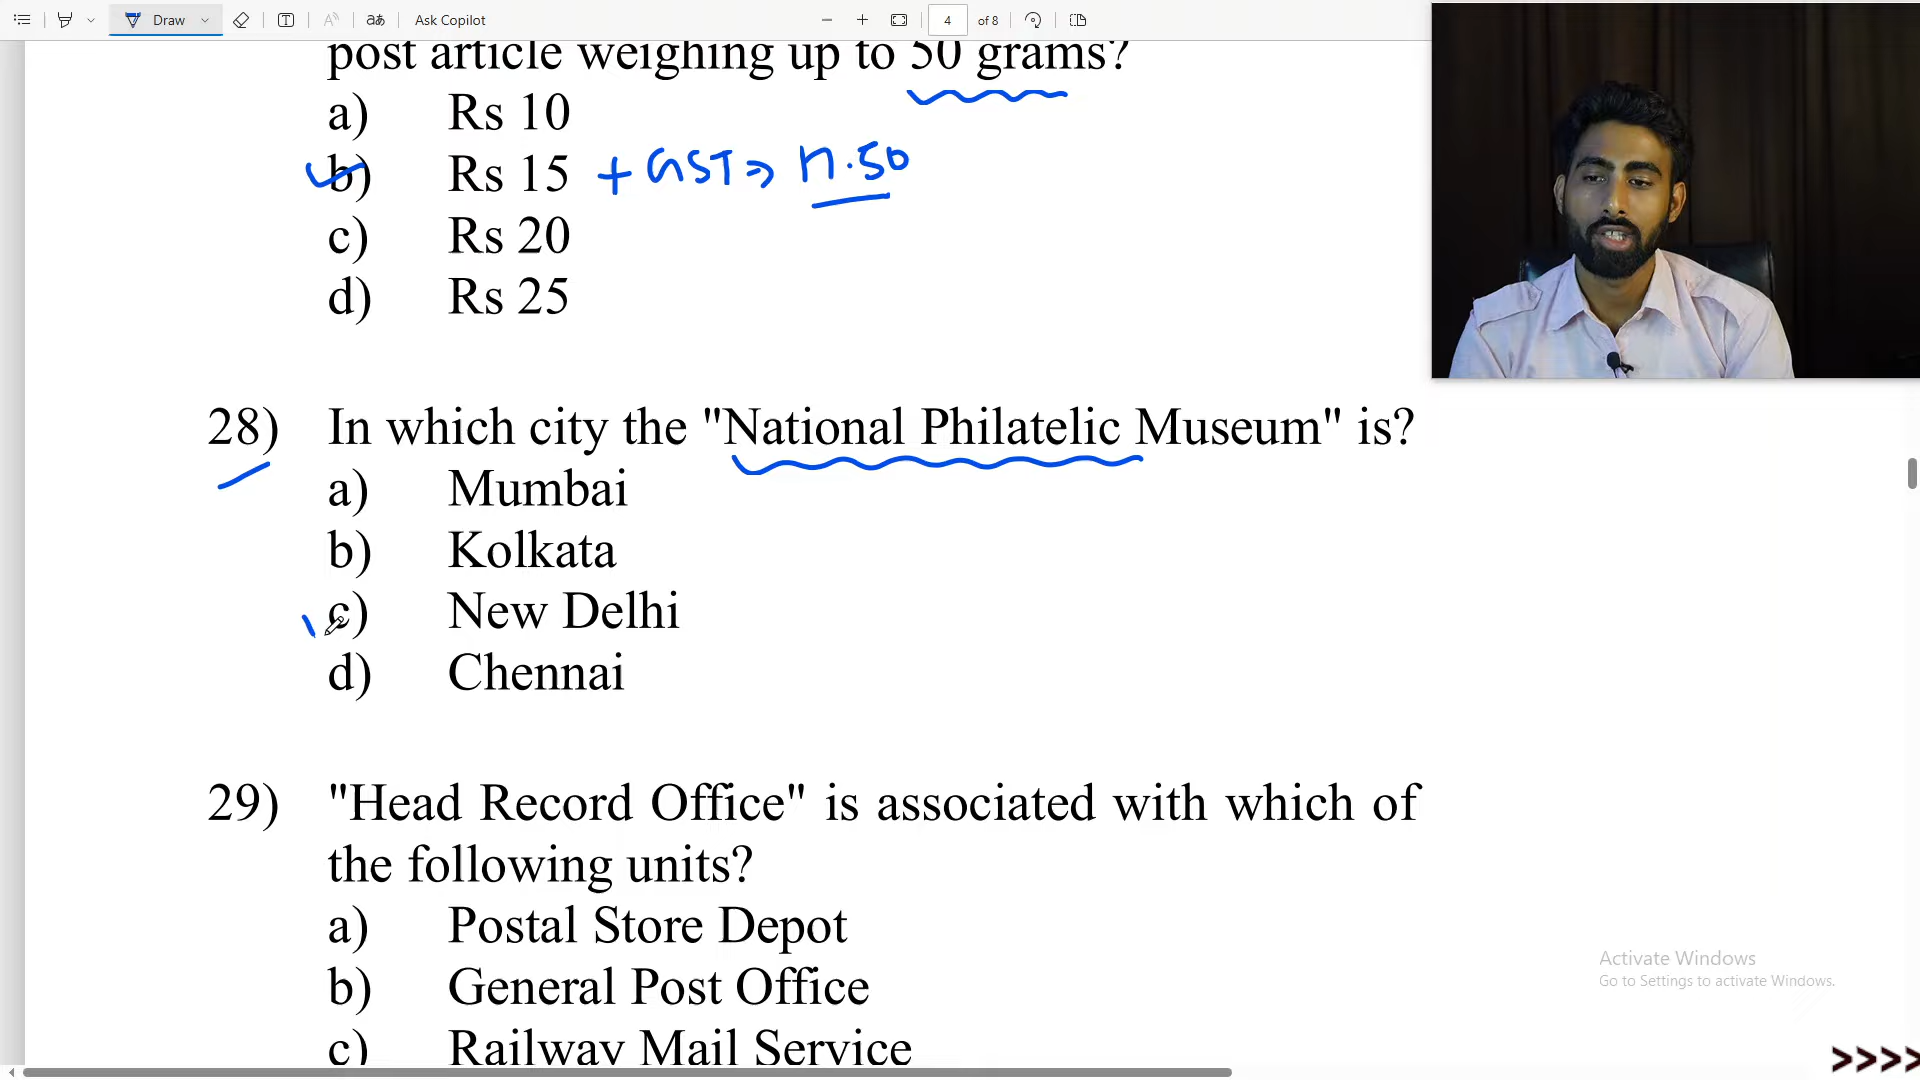 Draw
Ask Copilot
4 of 8
post article weighing up to 50 grams?
a) Rs 10
b) Rs 15 + GST => 17.50
c) Rs 20
d) Rs 25
28) In which city the "National Philatelic Museum" is?
a) Mumbai
b) Kolkata
c) New Delhi
d) Chennai
29) "Head Record Office" is associated with which of
the following units?
a) Postal Store Depot
b) General Post Office
c) Railway Mail Service
Activate Windows
Go to Settings to activate Windows.
>>>>